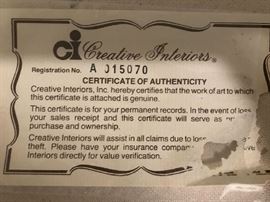 ci Creative Interiors®
Registration No. A 015070
CERTIFICATE OF AUTHENTICITY
Creative Interiors, Inc. hereby certifies that the work of art to which
this certificate is attached is genuine.
This certificate is for your permanent records. In the event of loss
your sales receipt and this certificate will serve as
purchase and ownership.
Creative Interiors will assist in all claims due to
theft. Please have your insurance company
Interiors directly for value verification.